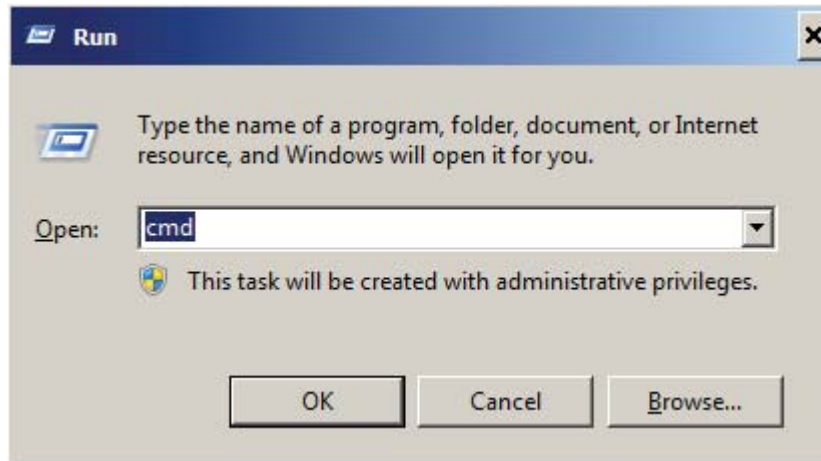 Run
Type the name of a program, folder, document, or Internet
resource, and Windows will open it for you.
Open: cmd
This task will be created with administrative privileges.
OK Cancel Browse...